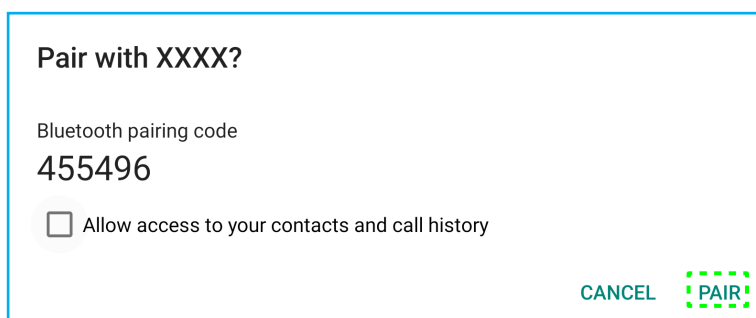 Pair with XXXX?
Bluetooth pairing code
455496
Allow access to your contacts and call history
CANCEL PAIR